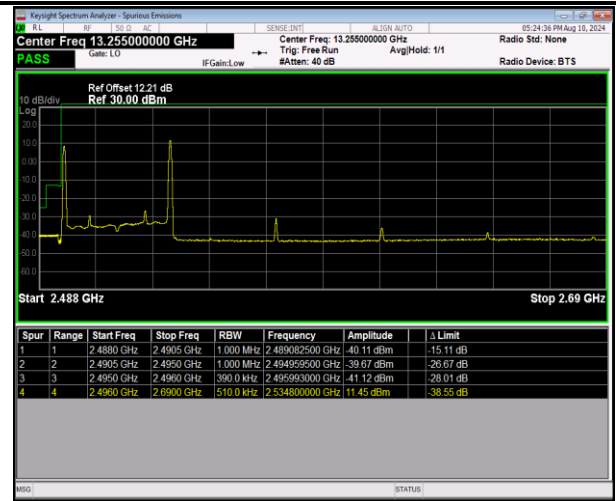 Keysight Spectrum Analyzer - Spurious Emissions
RL RF 50 Ω AC SENSE:INT ALIGN AUTO 05:24:36 PM Aug 10, 2024
Center Freq 13.255000000 GHz Center Freq: 13.255000000 GHz Radio Std: None
PASS Gate: LO Trig: Free Run Avg|Hold: 1/1
IFGain:Low #Atten: 40 dB Radio Device: BTS
Ref Offset 12.21 dB
10 dB/div Ref 30.00 dBm
Log
20.0
10.0
0.00
-10.0
-20.0
-30.0
-40.0
-50.0
-60.0
Start 2.488 GHz Stop 2.69 GHz
Spur Range Start Freq Stop Freq RBW Frequency Amplitude Δ Limit
1 1 2.4880 GHz 2.4905 GHz 1.000 MHz 2.489082500 GHz -40.11 dBm -15.11 dB
2 2 2.4905 GHz 2.4950 GHz 1.000 MHz 2.494959500 GHz -39.67 dBm -26.67 dB
3 3 2.4950 GHz 2.4960 GHz 390.0 kHz 2.495993000 GHz -41.12 dBm -28.01 dB
4 4 2.4960 GHz 2.6900 GHz 510.0 kHz 2.534800000 GHz 11.45 dBm -38.55 dB
MSG STATUS